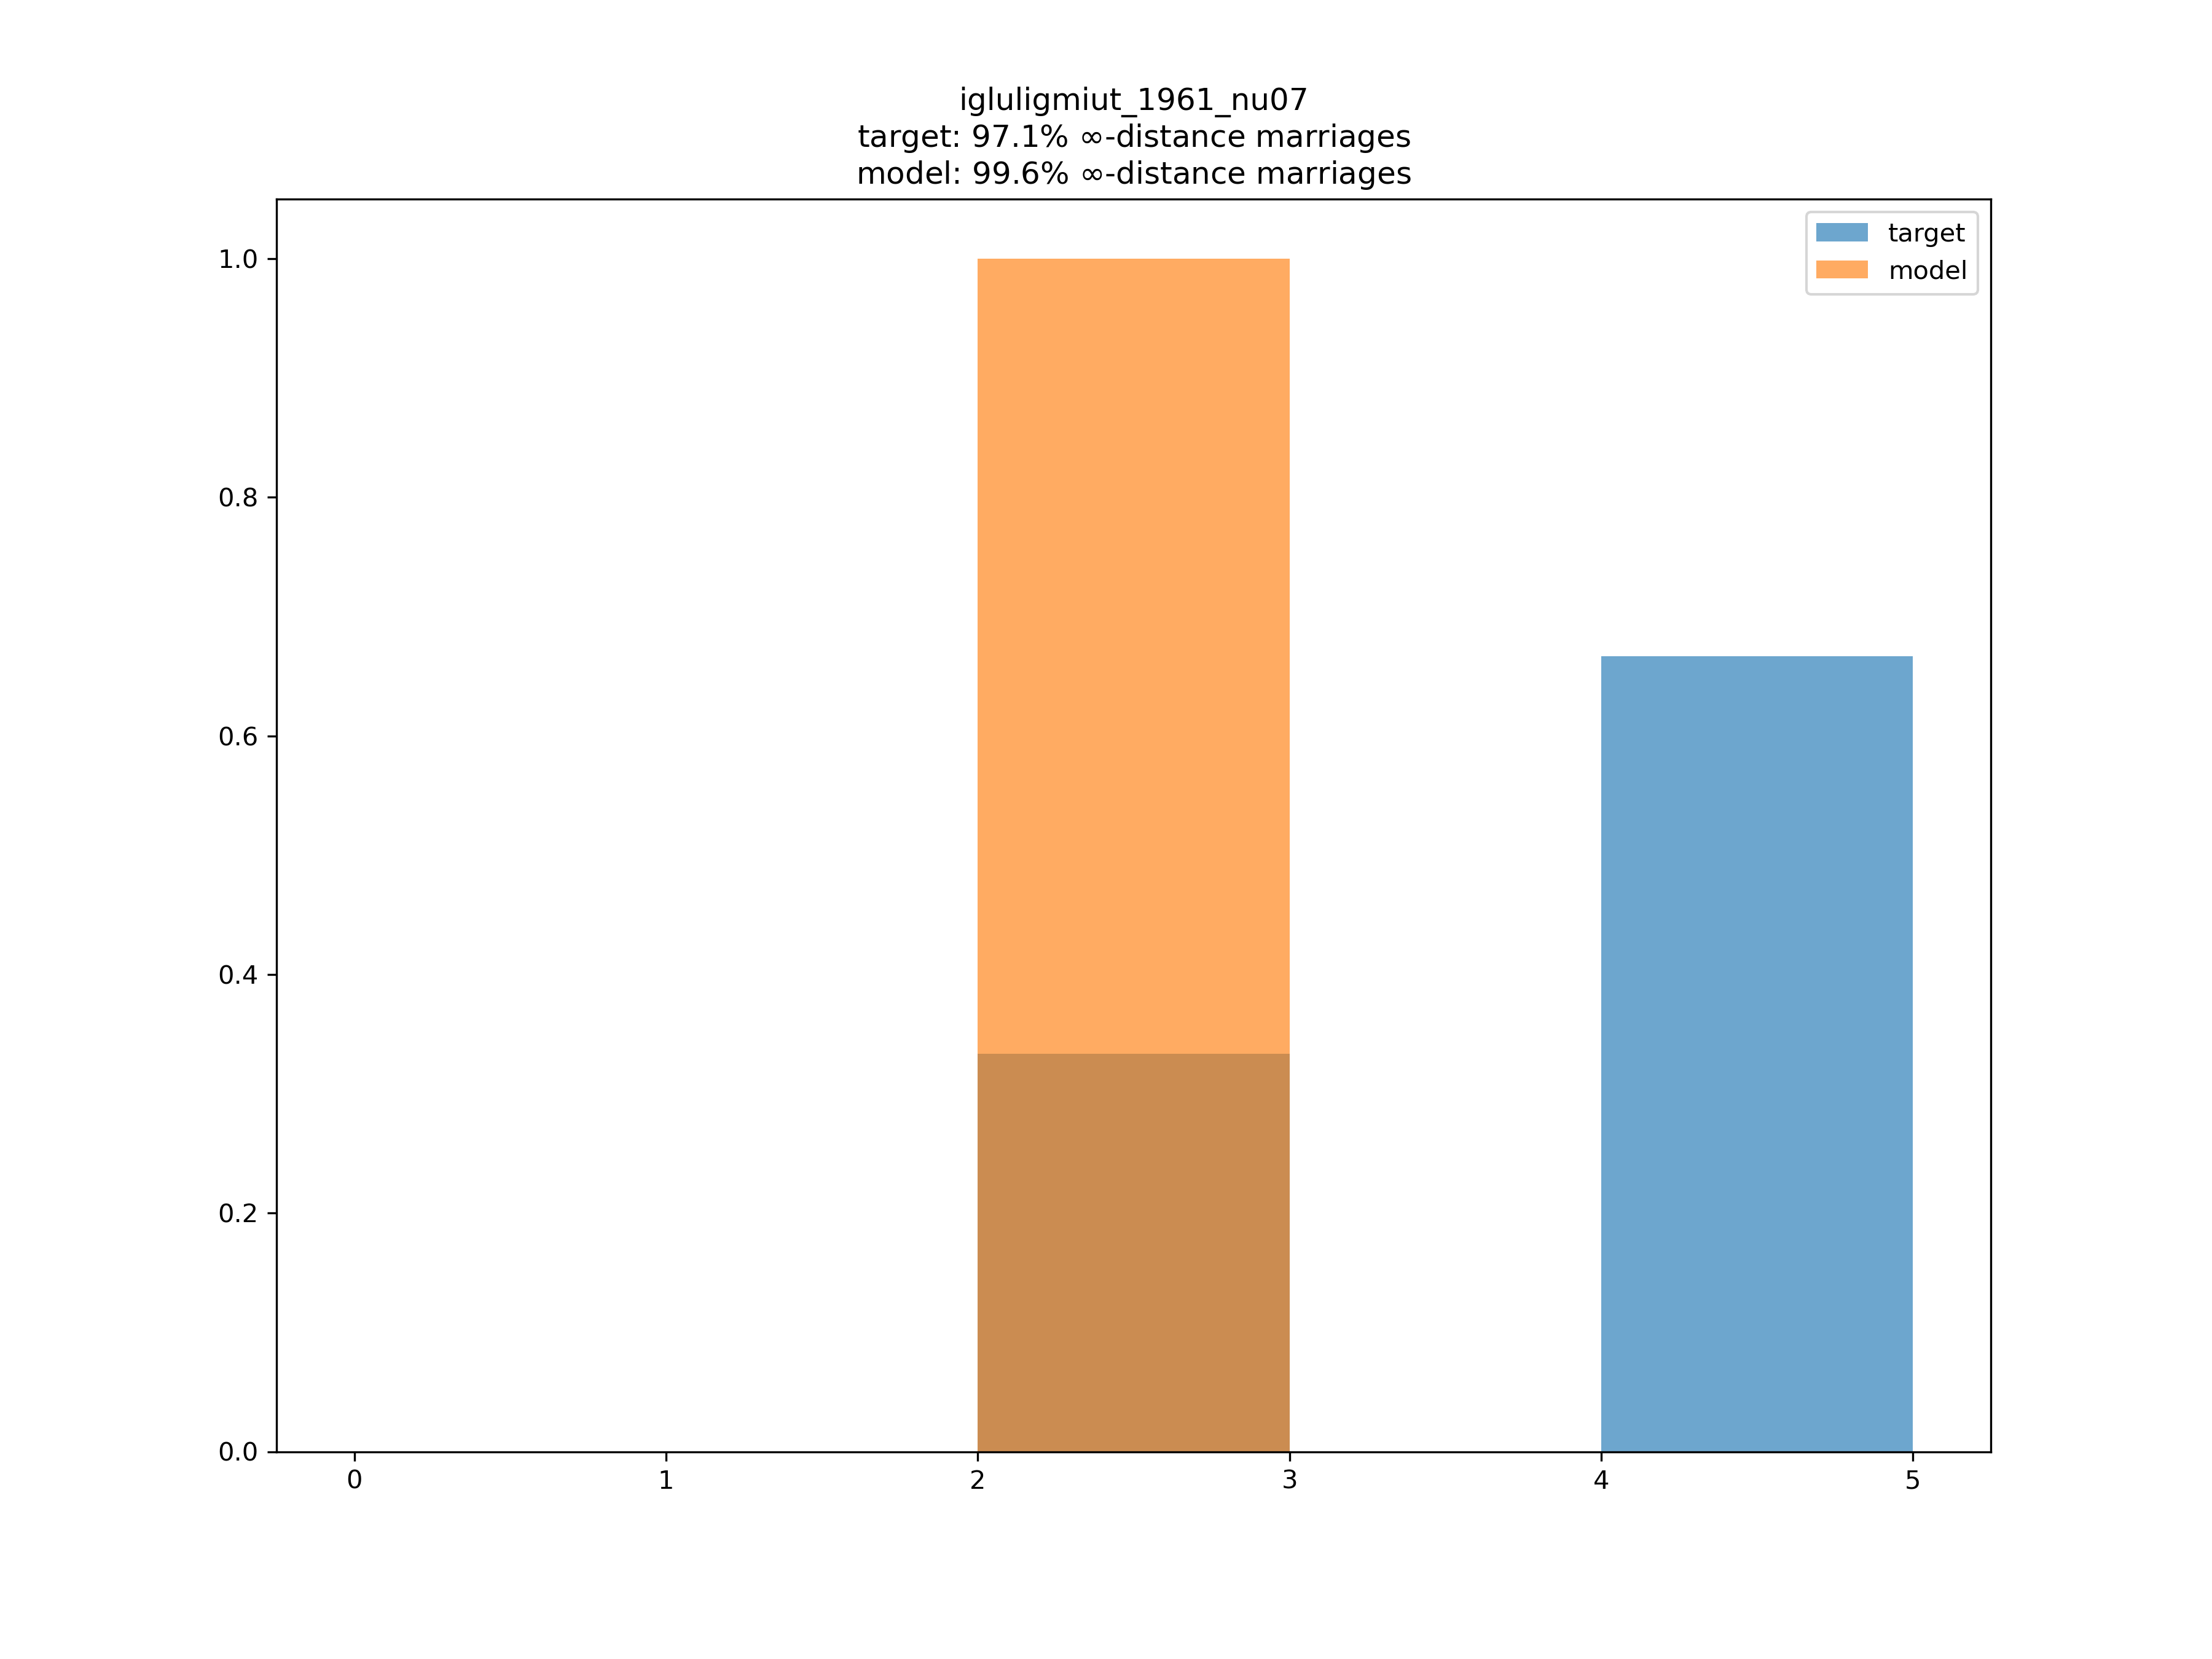 igluligmiut_1961_nu07
target: 97.1% ∞-distance marriages
model: 99.6% ∞-distance marriages
target
model
1.0
0.8
0.6
0.4
0.2
0.0
0 1 2 3 4 5